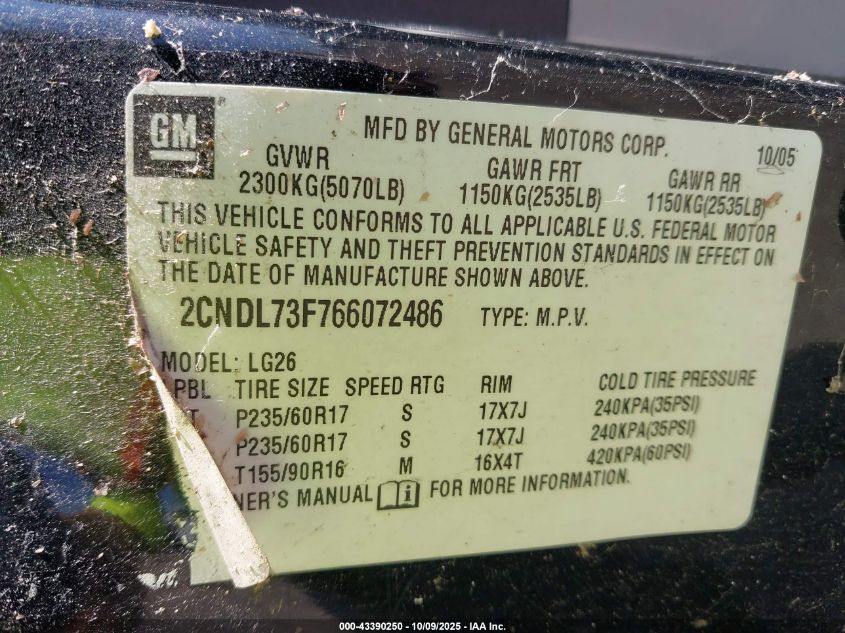 GM
MFD BY GENERAL MOTORS CORP. 10/05
GVWR GAWR FRT GAWR RR
2300KG(5070LB) 1150KG(2535LB) 1150KG(2535LB)
THIS VEHICLE CONFORMS TO ALL APPLICABLE U.S. FEDERAL MOTOR
VEHICLE SAFETY AND THEFT PREVENTION STANDARDS IN EFFECT ON
THE DATE OF MANUFACTURE SHOWN ABOVE.
2CNDL73F766072486 TYPE: M.P.V.
MODEL: LG26
PBL TIRE SIZE SPEED RTG RIM COLD TIRE PRESSURE
T P235/60R17 S 17X7J 240KPA(35PSI)
P235/60R17 S 17X7J 240KPA(35PSI)
T155/90R16 M 16X4T 420KPA(60PSI)
NER'S MANUAL i FOR MORE INFORMATION.
000-43390250 - 10/09/2025 - IAA Inc.